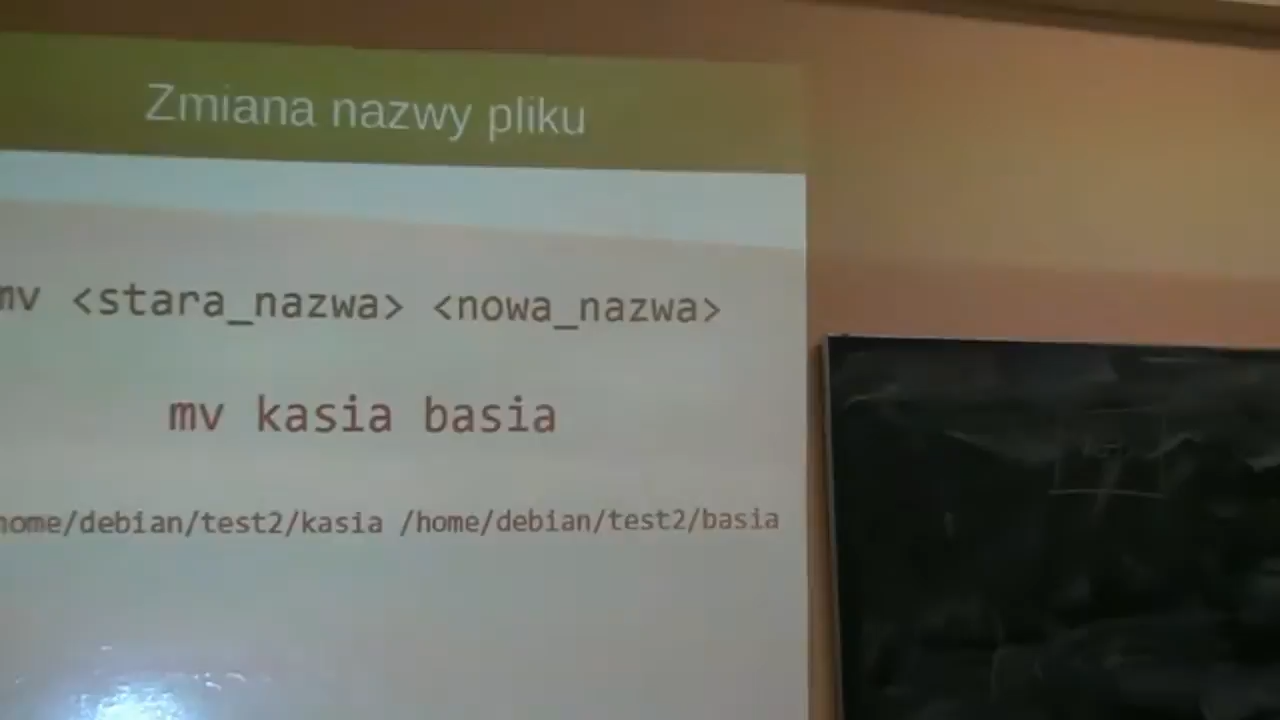 Zmiana nazwy pliku
mv <stara_nazwa> <nowa_nazwa>
mv kasia basia
home/debian/test2/kasia /home/debian/test2/basia